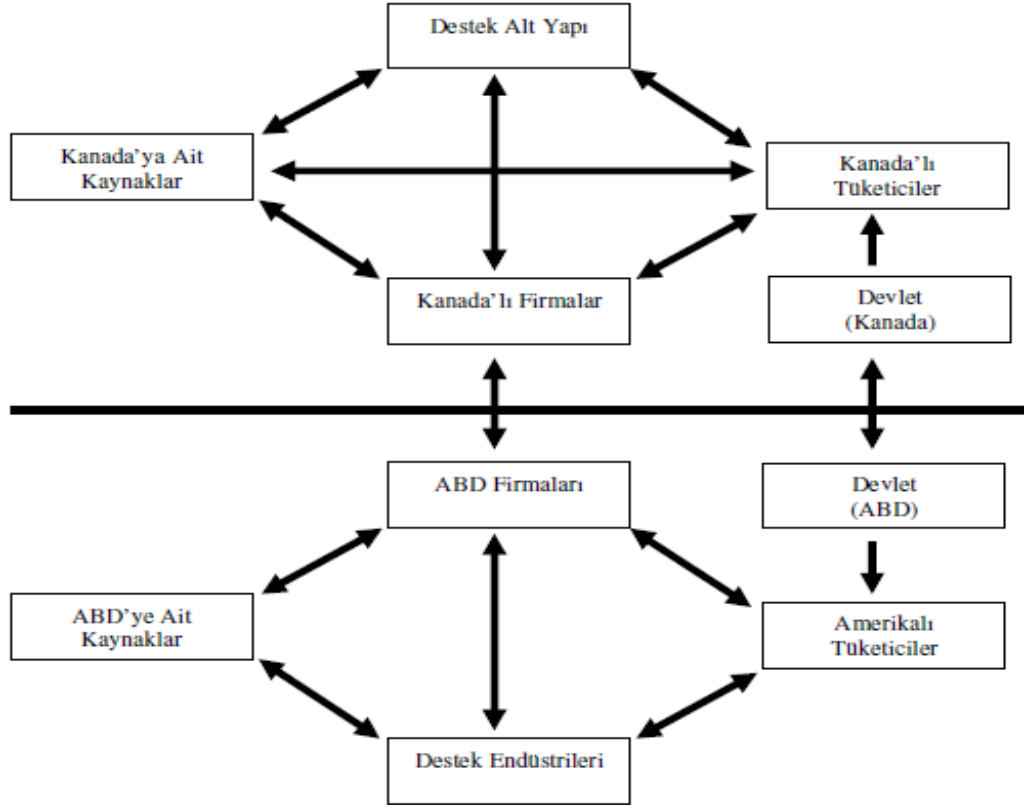 Destek Alt Yapı
Kanada'ya Ait
Kaynaklar
Kanada'lı
Tüketiciler
Kanada'lı Firmalar
Devlet
(Kanada)
ABD Firmaları
Devlet
(ABD)
ABD'ye Ait
Kaynaklar
Amerikalı
Tüketiciler
Destek Endüstrileri